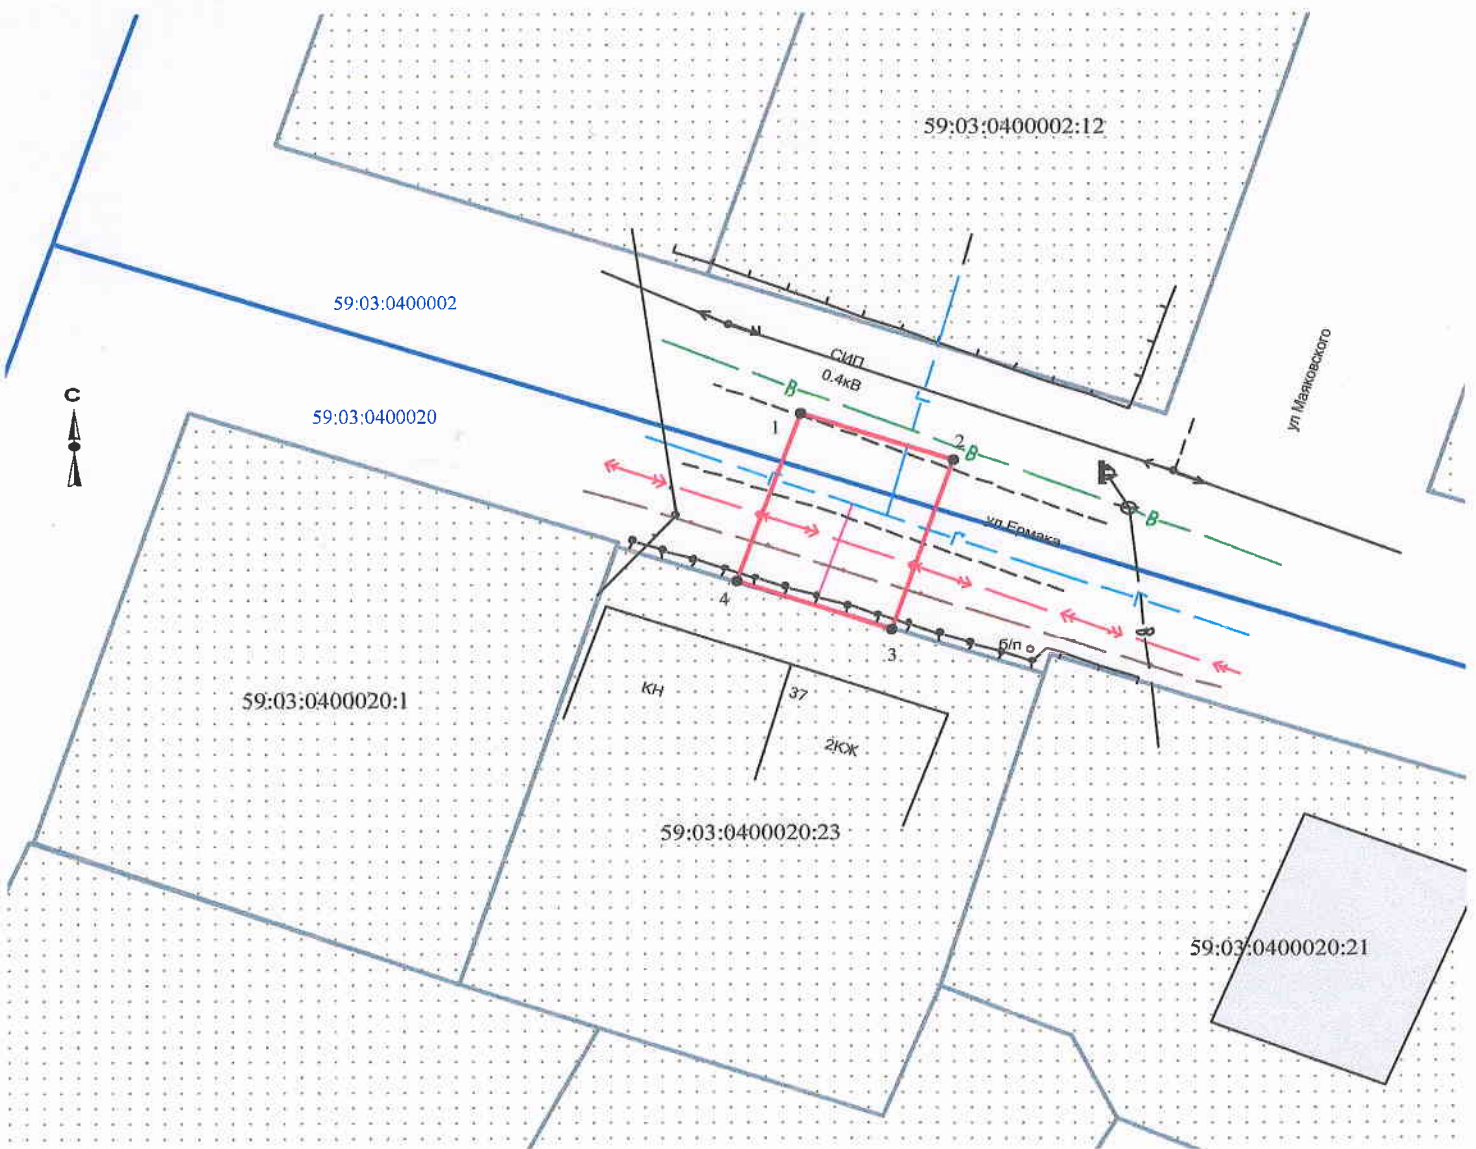 59:03:0400002:12
59:03:0400002
ул Маяковского
СИП
0.4кВ
В
С
59:03:0400020
1
2
В
Г
Г
В
ул Ермака
Г
Г
4
3
В
б/п
КН
37
59:03:0400020:1
2КЖ
59:03:0400020:23
59:03:0400020:21